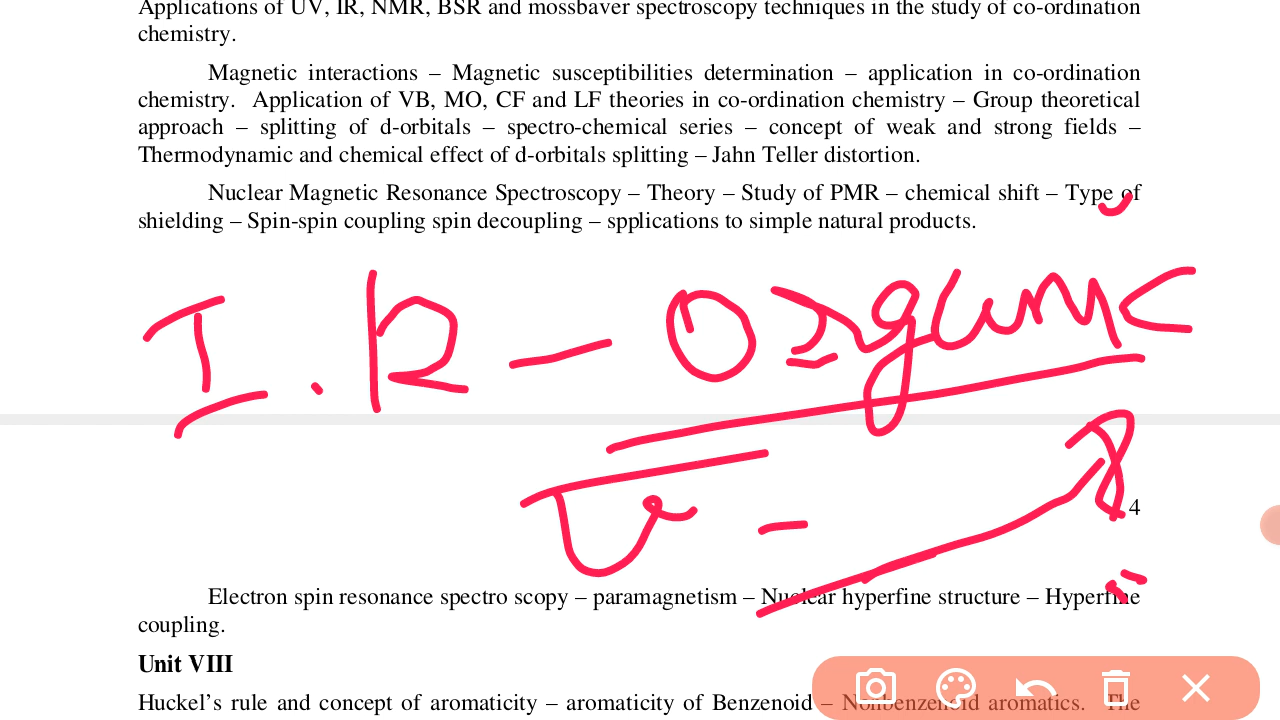 Applications of UV, IR, NMR, BSR and mossbaver spectroscopy techniques in the study of co-ordination
chemistry.
Magnetic interactions – Magnetic susceptibilities determination – application in co-ordination
chemistry. Application of VB, MO, CF and LF theories in co-ordination chemistry – Group theoretical
approach – splitting of d-orbitals – spectro-chemical series – concept of weak and strong fields –
Thermodynamic and chemical effect of d-orbitals splitting – Jahn Teller distortion.
Nuclear Magnetic Resonance Spectroscopy – Theory – Study of PMR – chemical shift – Type of
shielding – Spin-spin coupling spin decoupling – spplications to simple natural products.
I . R – Organic
4
Electron spin resonance spectro scopy – paramagnetism – Nuclear hyperfine structure – Hyperfine
coupling.
Unit VIII
Huckel's rule and concept of aromaticity – aromaticity of Benzenoid – Nonbenzenoid aromatics. The